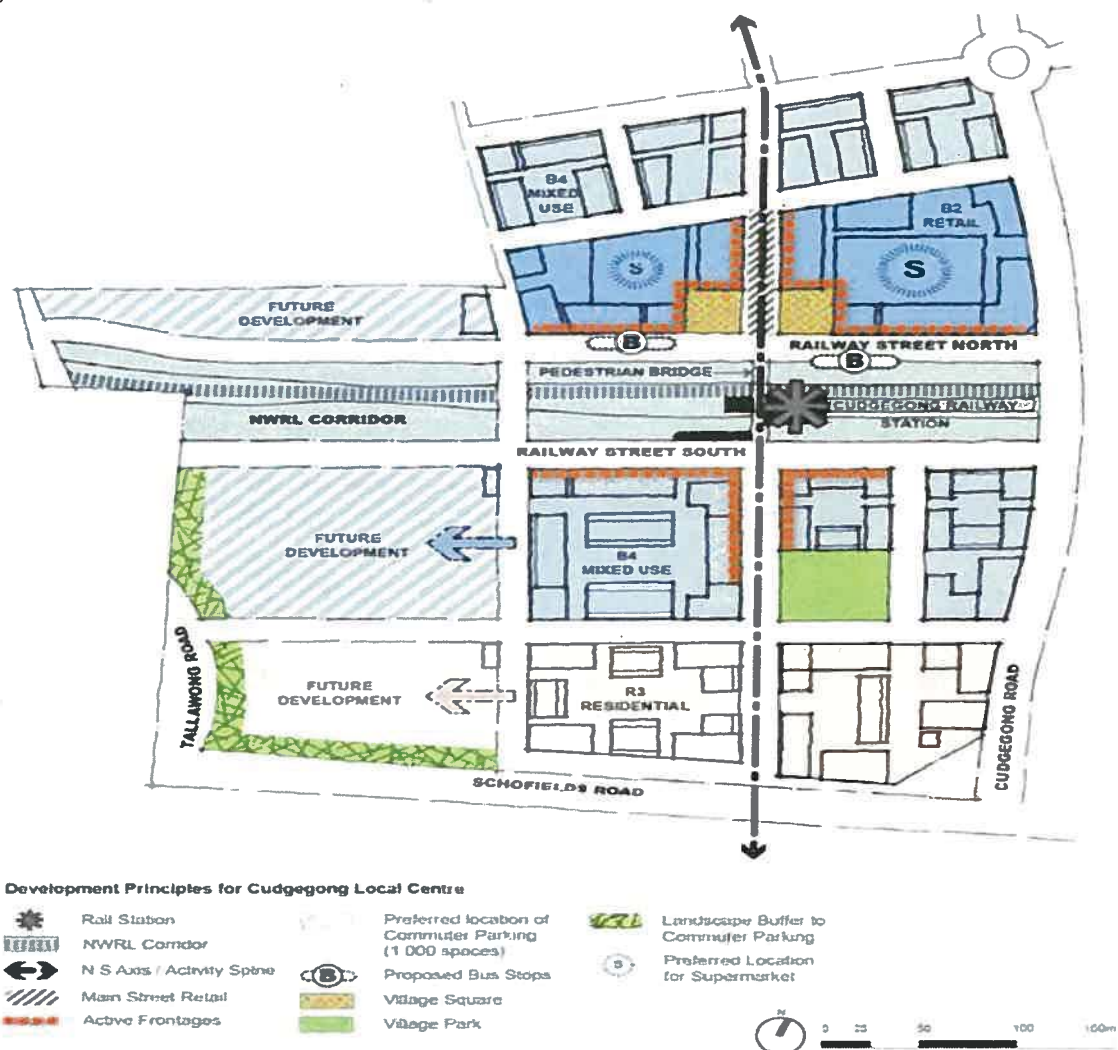 B4
MIXED
USE
B2
RETAIL
S
S
FUTURE
DEVELOPMENT
B
RAILWAY STREET NORTH
B
PEDESTRIAN BRIDGE
CUDGEGONG RAILWAY
STATION
NWRL CORRIDOR
RAILWAY STREET SOUTH
FUTURE
DEVELOPMENT
B4
MIXED USE
TALLAWONG ROAD
FUTURE
DEVELOPMENT
R3
RESIDENTIAL
CUDGEGONG ROAD
SCHOFIELDS ROAD
Development Principles for Cudgegong Local Centre
Rail Station
NWRL Corridor
N S Axis / Activity Spine
Main Street Retail
Active Frontages
Preferred location of
Commuter Parking
(1 000 spaces)
B
Proposed Bus Stops
Village Square
Village Park
Landscape Buffer to
Commuter Parking
S
Preferred Location
for Supermarket
N
0 25 50 100 150m